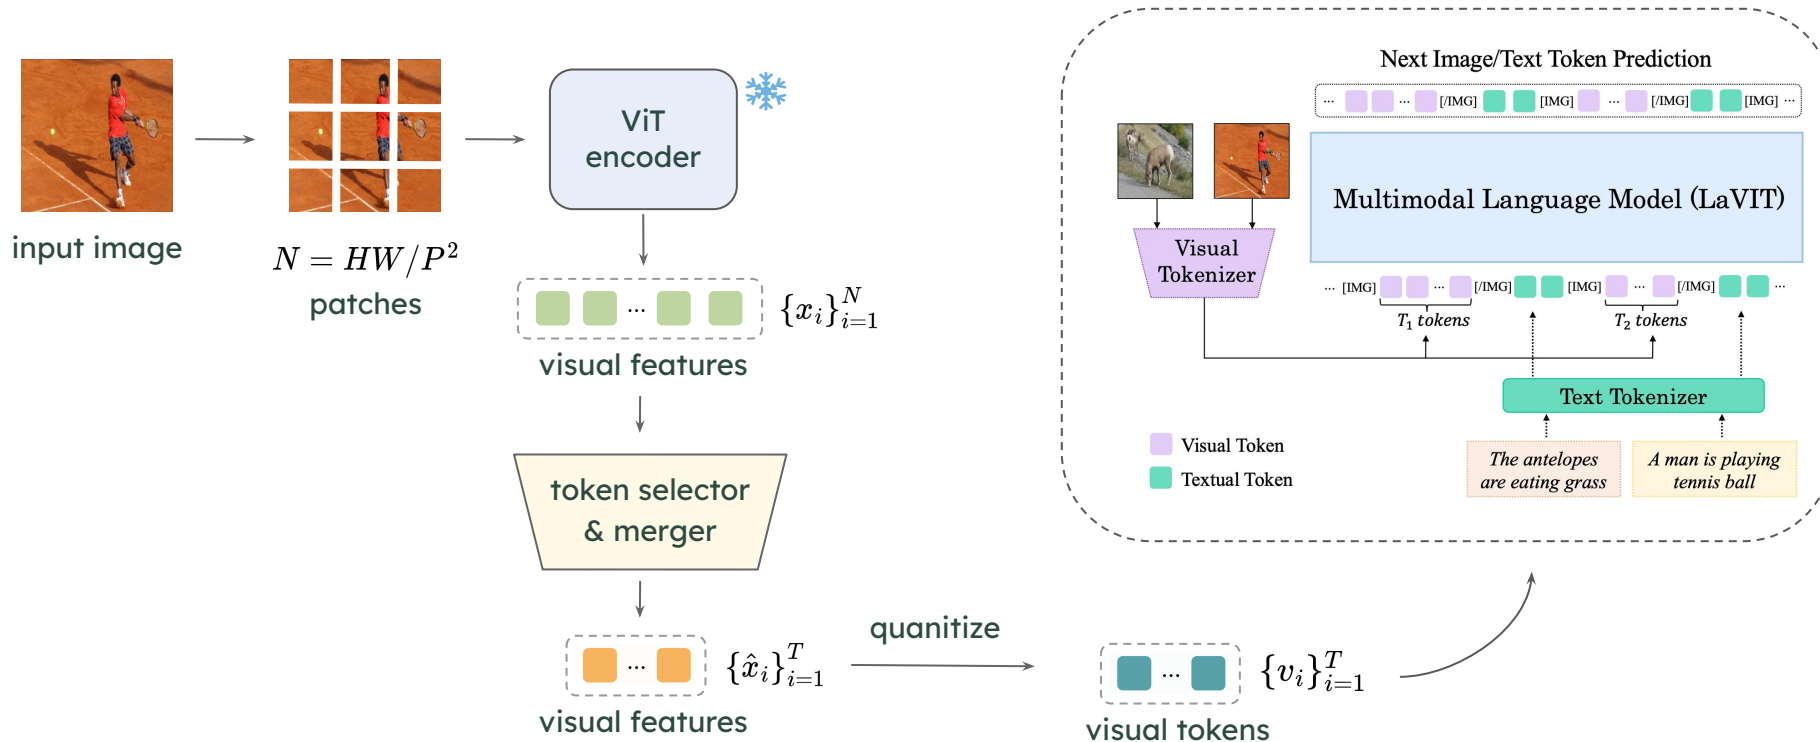 input image
N = HW/P²
patches
ViT
encoder
{x_i}_{i=1}^N
visual features
token selector
& merger
{x̂_i}_{i=1}^T
visual features
quanitize
{v_i}_{i=1}^T
visual tokens
Next Image/Text Token Prediction
... ... [/IMG] [IMG] ... [/IMG] [IMG] ...
Multimodal Language Model (LaVIT)
Visual
Tokenizer
... [IMG] ... [/IMG] [IMG] ... [/IMG] ...
T₁ tokens
T₂ tokens
Text Tokenizer
The antelopes
are eating grass
A man is playing
tennis ball
Visual Token
Textual Token